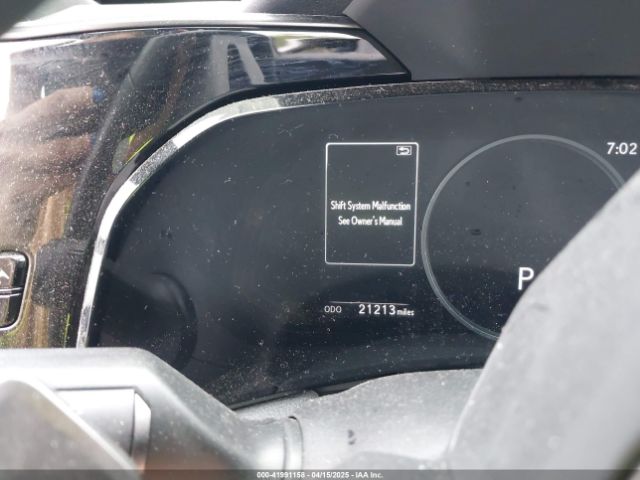 7:02
Shift System Malfunction
See Owner's Manual
P
ODO 21213 miles
000-41991158 - 04/15/2025 - IAA Inc.